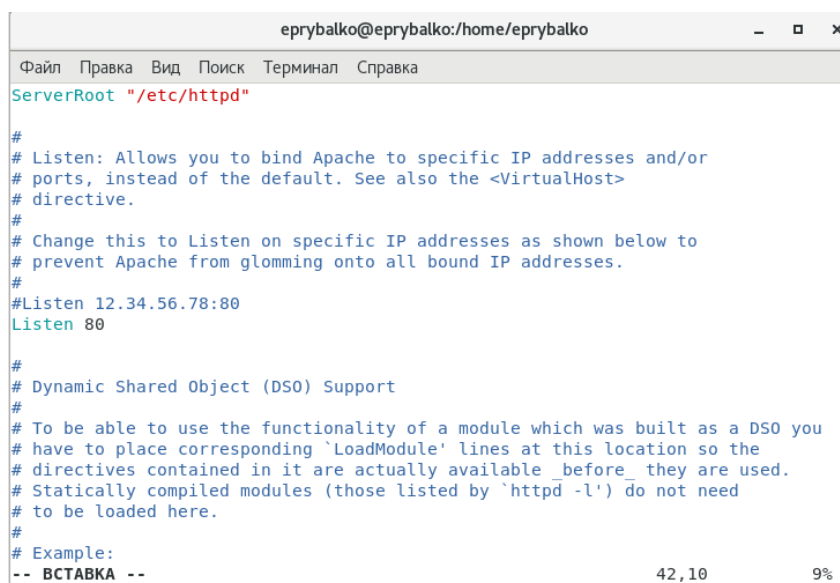 eprybalko@eprybalko:/home/eprybalko
Файл Правка Вид Поиск Терминал Справка
ServerRoot "/etc/httpd"
#
# Listen: Allows you to bind Apache to specific IP addresses and/or
# ports, instead of the default. See also the <VirtualHost>
# directive.
#
# Change this to Listen on specific IP addresses as shown below to
# prevent Apache from glomming onto all bound IP addresses.
#
#Listen 12.34.56.78:80
Listen 80
#
# Dynamic Shared Object (DSO) Support
#
# To be able to use the functionality of a module which was built as a DSO you
# have to place corresponding `LoadModule' lines at this location so the
# directives contained in it are actually available _before_ they are used.
# Statically compiled modules (those listed by `httpd -l') do not need
# to be loaded here.
#
# Example:
-- ВСТАВКА -- 42,10 9%